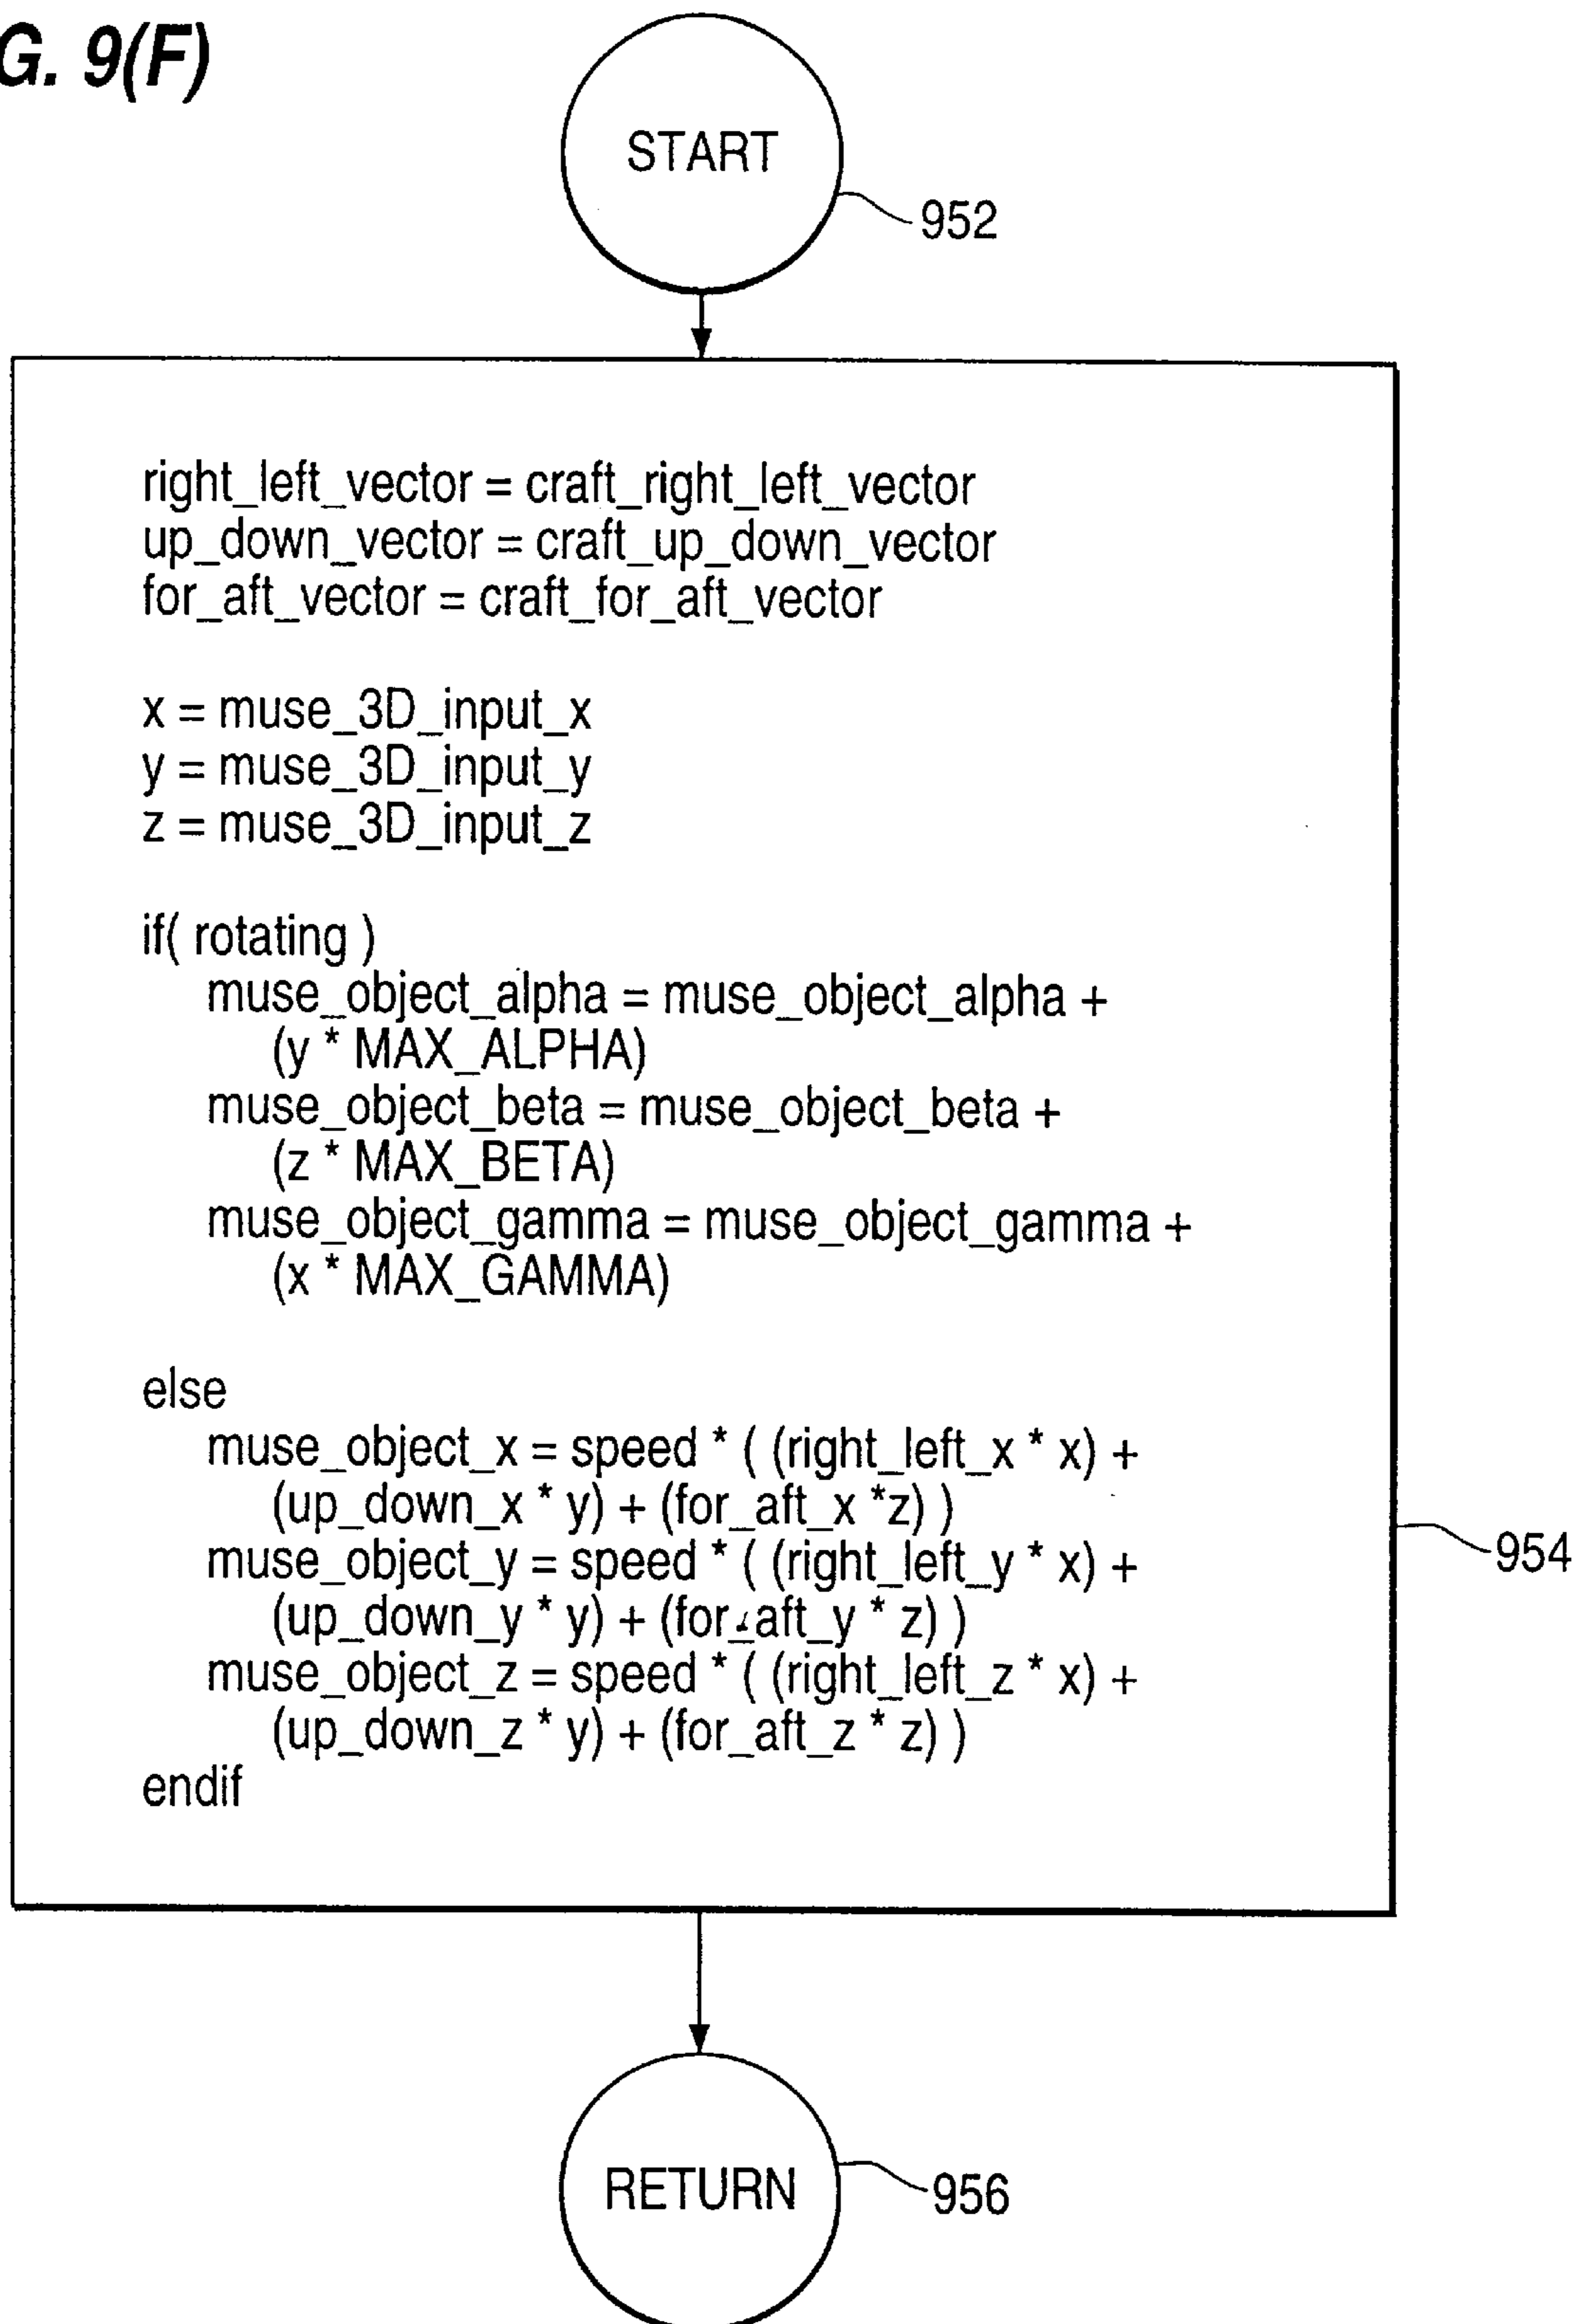 G. 9(F)
START
952
right_left_vector = craft_right_left_vector
up_down_vector = craft_up_down_vector
for_aft_vector = craft_for_aft_vector
x = muse_3D_input_x
y = muse_3D_input_y
z = muse_3D_input_z
if( rotating )
muse_object_alpha = muse_object_alpha +
(y * MAX_ALPHA)
muse_object_beta = muse_object_beta +
(z * MAX_BETA)
muse_object_gamma = muse_object_gamma +
(x * MAX_GAMMA)
else
muse_object_x = speed * ( (right_left_x * x) +
(up_down_x * y) + (for_aft_x *z) )
muse_object_y = speed * ( (right_left_y * x) +
(up_down_y * y) + (for_aft_y * z) )
muse_object_z = speed * ( (right_left_z * x) +
(up_down_z * y) + (for_aft_z * z) )
endif
954
RETURN
956